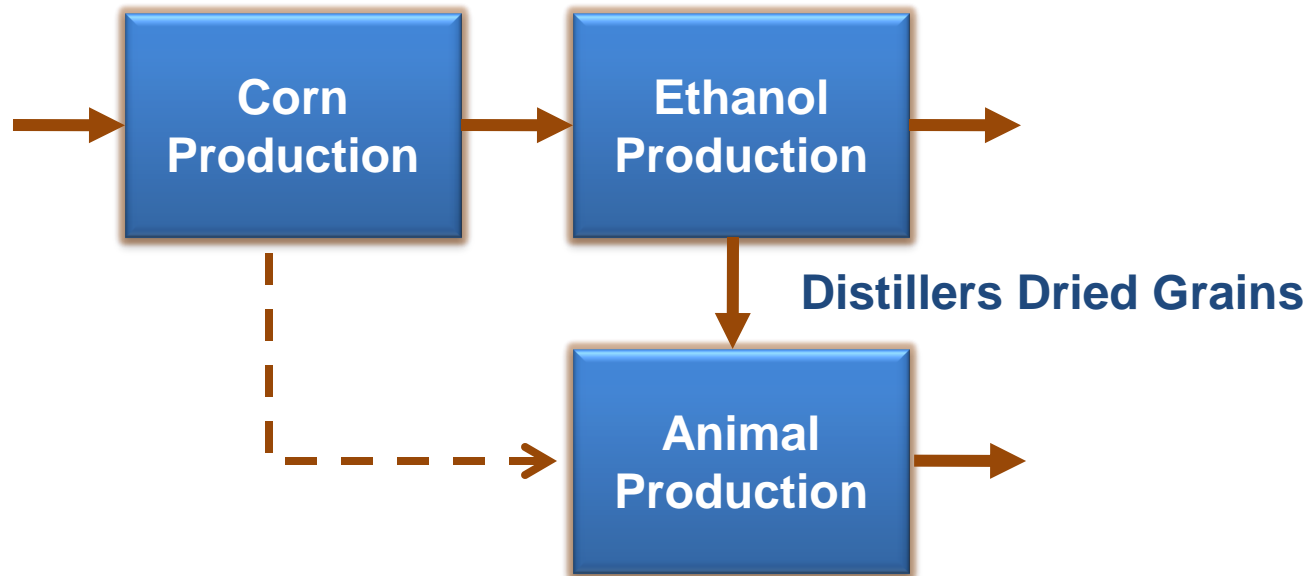 Corn
Production
Ethanol
Production
Distillers Dried Grains
Animal
Production